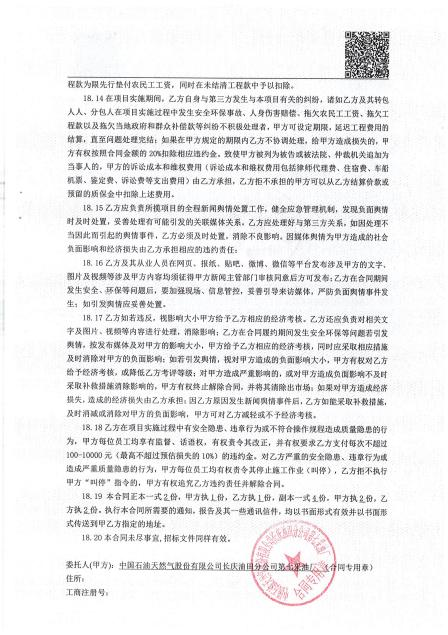 程款为限先行垫付农民工工资，同时在未结清工程款中予以扣除。
18.14 在项目实施期间，乙方自身与第三方发生与本项目有关的纠纷，诸如乙方及其转包
人人、分包人在项目实施过程中发生安全环保事故、人身伤害赔偿、拖欠农民工工资、拖欠工
程款以及拖欠当地政府和群众补偿款等纠纷不积极处理者，甲方可设定期限，延迟工程费用的
结算，直至问题处理完结；如果在甲方规定的期限内乙方不协调处理，给甲方造成损失的，甲
方有权按照合同金额的 20%扣除相应违约金。致使甲方被列为被告或被法院、仲裁机关追加为
当事人的，甲方的诉讼成本和维权费用（诉讼成本和维权费用包括律师代理费、住宿费、车船
机票、鉴定费、诉讼费等支出费用）由乙方承担，乙方拒不承担的甲方可以从乙方结算价款或
预留的质保金中扣除上述费用。
18.15 乙方应负责所揽项目的全程新闻舆情处置工作，健全应急管理机制，发现负面舆情
时及时处置，妥善处理有可能引发的关联媒体关系。乙方应处理好与第三方关系，如因处理不
当因此而引起的舆情事件，乙方必须及时处置，消除不良影响。因媒体舆情为甲方造成的社会
负面影响和经济损失由乙方承担相应的违约责任；
18.16 乙方及其从业人员在网页、报纸、贴吧、微博、微信等平台发布涉及甲方的文字、
图片及视频等涉及甲方内容均须征得甲方新闻主管部门审核同意后方可发布；乙方在合同期间
发生安全、环保等问题后，要加强现场、信息管控，妥善引导来访媒体，严防负面舆情事件发
生；如引发舆情应妥善处置。
18.17 乙方如若违反，视影响大小甲方给予乙方相应的经济考核。乙方还应负责对相关文
字及图片、视频等内容进行处理，消除影响；乙方在合同履约期间发生安全环保等问题若引发
舆情，按发布媒体及对甲方的影响大小，甲方给予乙方相应的经济考核，同时应采取相应措施
及时消除对甲方的负面影响；如若引发舆情，视对甲方造成的负面影响大小，甲方有权对乙方
给予经济考核，或降低乙方考评等级；对甲方造成严重影响的，或对甲方造成负面影响不及时
采取补救措施消除影响的，甲方有权终止解除合同，并将其清除出市场；如果对甲方造成经济
损失，造成的经济损失由乙方承担；因乙方原因发生新闻舆情事件后，乙方如能采取补救措施，
及时消减或消除对甲方的负面影响，甲方可对乙方减轻或不予经济考核。
18.18 乙方在项目实施过程中有安全隐患、违章行为或不符合操作规程造成质量隐患的行
为，甲方每位员工均享有监督、话语权，有权责令其改正，并有权要求乙方支付每次不超过
100-10000 元（最高不超过预估损失的 10%）的违约金。对乙方严重的安全隐患、违章行为或
造成严重质量隐患的行为，甲方每位员工均有权责令其停止施工作业（叫停），乙方拒不执行
甲方“叫停”指令的，甲方有权追究乙方违约责任并解除合同。
18.19 本合同正本一式 2 份，甲方执 1 份，乙方执 1 份，副本一式 4 份，甲方执 2 份，乙
方执 2 份。执行本合同所需要的通知、报告及其一些通讯信件，均以书面形式有效并以书面形
式传送到甲方指定的地址。
18.20 本合同未尽事宜，招标文件同样有效。
委托人(甲方)：中国石油天然气股份有限公司长庆油田分公司第七采油厂（合同专用章）
住所：
工商注册号：